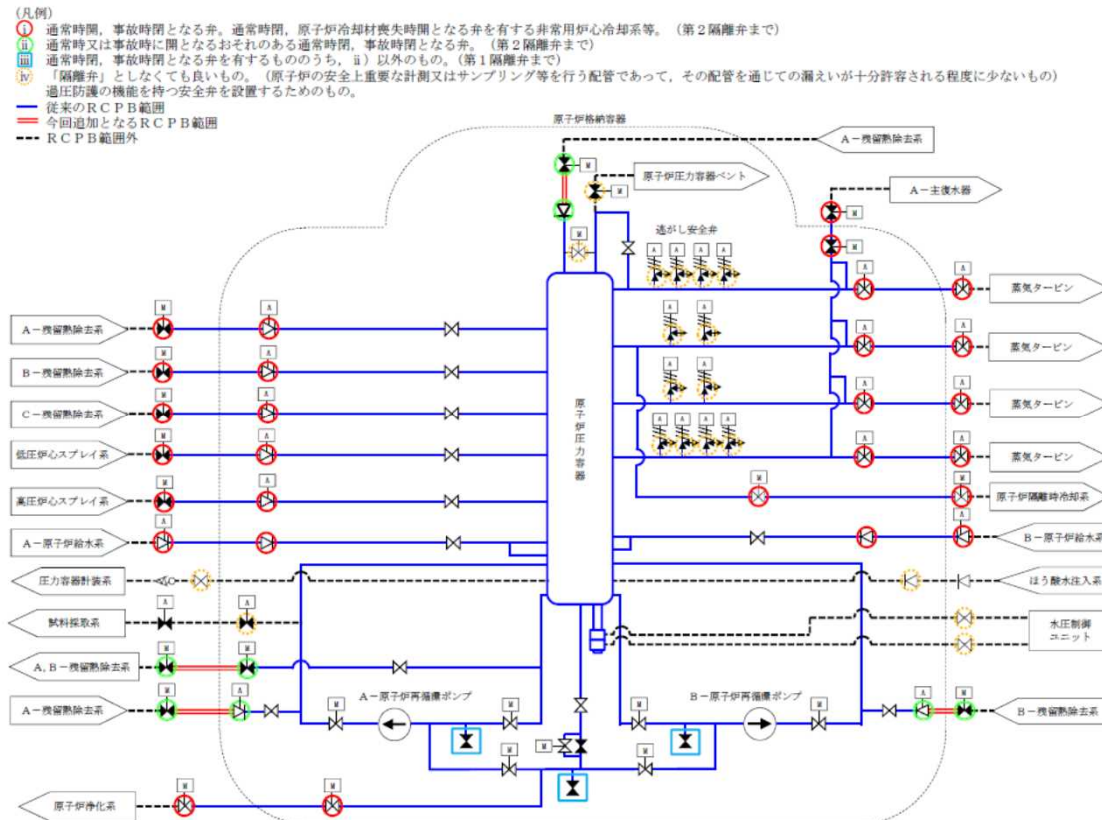 (凡例)
ⅰ 通常時開，事故時閉となる弁。通常時閉，原子炉冷却材喪失時開となる弁を有する非常用炉心冷却系等。（第２隔離弁まで）
ⅱ 通常時又は事故時に開となるおそれのある通常時閉，事故時閉となる弁。（第２隔離弁まで）
ⅲ 通常時閉，事故時閉となる弁を有するもののうち，ⅱ）以外のもの。（第１隔離弁まで）
ⅳ 「隔離弁」としなくても良いもの。（原子炉の安全上重要な計測又はサンプリング等を行う配管であって，その配管を通じての漏えいが十分許容される程度に少ないもの）
過圧防護の機能を持つ安全弁を設置するためのもの。
従来のＲＣＰＢ範囲
今回追加となるＲＣＰＢ範囲
ＲＣＰＢ範囲外
原子炉格納容器
Ａ－残留熱除去系
原子炉圧力容器ベント
Ａ－主復水器
逃がし安全弁
蒸気タービン
Ａ－残留熱除去系
蒸気タービン
Ｂ－残留熱除去系
蒸気タービン
Ｃ－残留熱除去系
原子炉圧力容器
低圧炉心スプレイ系
蒸気タービン
高圧炉心スプレイ系
原子炉隔離時冷却系
Ａ－原子炉給水系
Ｂ－原子炉給水系
圧力容器計装系
ほう酸水注入系
試料採取系
水圧制御
ユニット
Ａ，Ｂ－残留熱除去系
Ａ－原子炉再循環ポンプ
Ｂ－原子炉再循環ポンプ
Ａ－残留熱除去系
Ｂ－残留熱除去系
原子炉浄化系